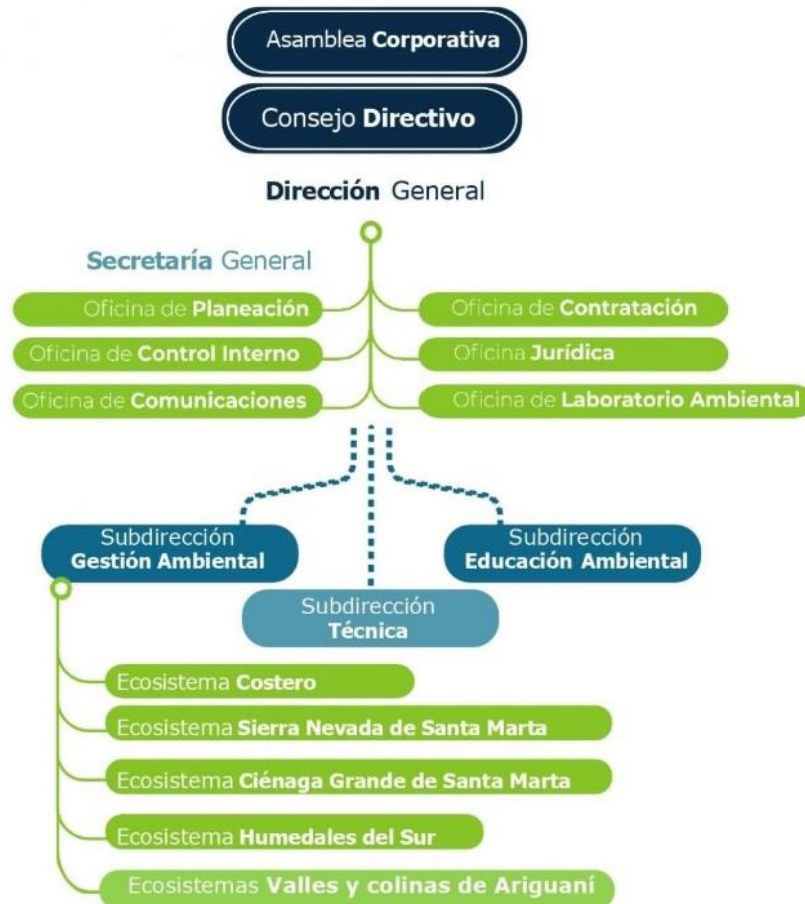 Asamblea Corporativa
Consejo Directivo
Dirección General
Secretaría General
Oficina de Planeación
Oficina de Contratación
Oficina de Control Interno
Oficina Jurídica
Oficina de Comunicaciones
Oficina de Laboratorio Ambiental
Subdirección
Gestión Ambiental
Subdirección
Educación Ambiental
Subdirección
Técnica
Ecosistema Costero
Ecosistema Sierra Nevada de Santa Marta
Ecosistema Ciénaga Grande de Santa Marta
Ecosistema Humedales del Sur
Ecosistemas Valles y colinas de Ariguaní